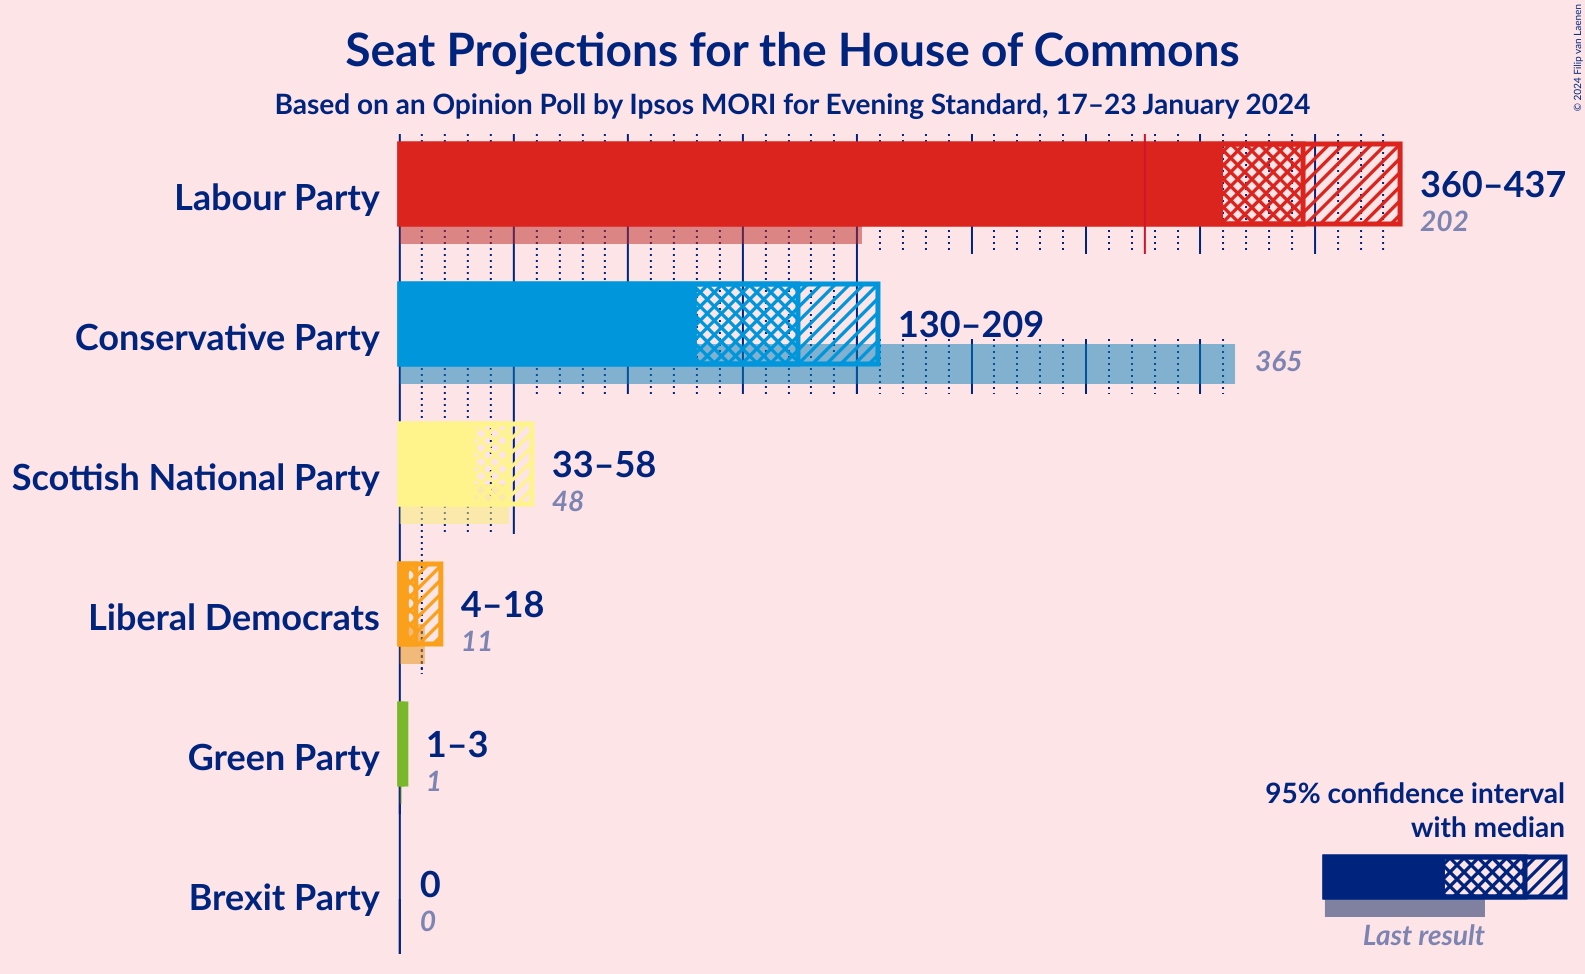 Seat Projections for the House of Commons
Based on an Opinion Poll by Ipsos MORI for Evening Standard, 17–23 January 2024
© 2024 Filip van Laenen
Labour Party
360–437
202
Conservative Party
130–209
365
Scottish National Party
33–58
48
Liberal Democrats
4–18
11
Green Party
1–3
1
Brexit Party
0
0
95% confidence interval
with median
Last result